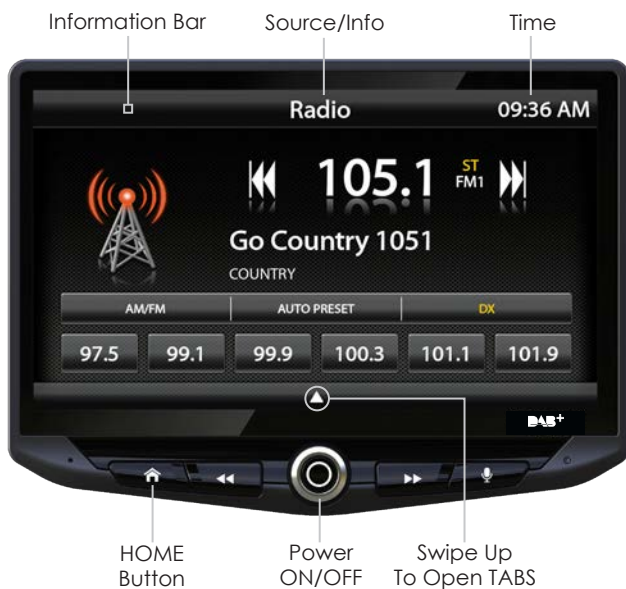 Information Bar Source/Info Time
Radio 09:36 AM
105.1 ST
FM1
Go Country 1051
COUNTRY
AM/FM AUTO PRESET DX
97.5 99.1 99.9 100.3 101.1 101.9
DAB+
HOME Power Swipe Up
Button ON/OFF To Open TABS